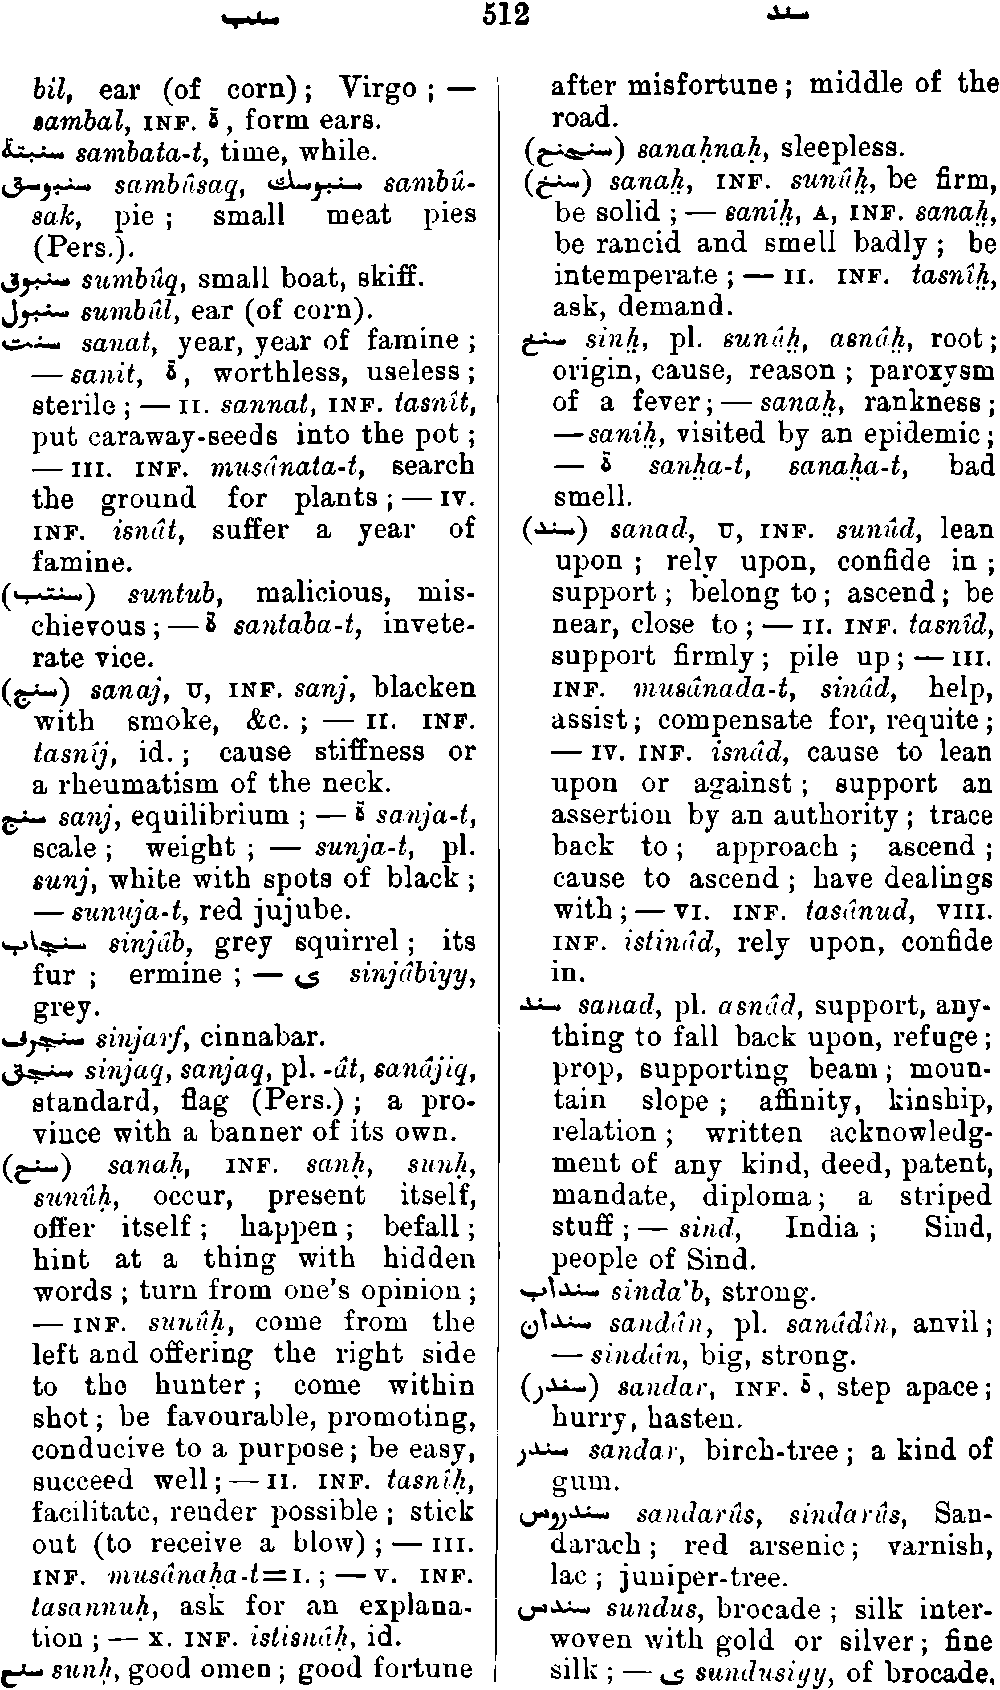 سلب 512 سند
bil, ear (of corn); Virgo; —
sambal, INF. ة, form ears.
سنبتة sambata-t, time, while.
سنبوسق sambûsaq, سنبوسك sambû-
sak, pie; small meat pies
(Pers.).
سنبوق sumbûq, small boat, skiff.
سنبول sumbûl, ear (of corn).
سنت sanat, year, year of famine;
— sanit, ة, worthless, useless;
sterile; — II. sannat, INF. tasnît,
put caraway-seeds into the pot;
— III. INF. musânata-t, search
the ground for plants; — IV.
INF. isnât, suffer a year of
famine.
(سنتب) suntub, malicious, mis-
chievous; — ة santaba-t, invete-
rate vice.
(سنج) sanaj, U, INF. sanj, blacken
with smoke, &c.; — II. INF.
tasnîj, id.; cause stiffness or
a rheumatism of the neck.
سنج sanj, equilibrium; — ة sanja-t,
scale; weight; — sunja-t, pl.
sunj, white with spots of black;
— sunuja-t, red jujube.
سنجاب sinjâb, grey squirrel; its
fur; ermine; — ى sinjâbiyy,
grey.
سنجرف sinjarf, cinnabar.
سنجق sinjaq, sanjaq, pl. -ât, sanâjiq,
standard, flag (Pers.); a pro-
vince with a banner of its own.
(سنح) sanaḥ, INF. sanḥ, sunḥ,
sunûḥ, occur, present itself,
offer itself; happen; befall;
hint at a thing with hidden
words; turn from one's opinion;
— INF. sunûḥ, come from the
left and offering the right side
to the hunter; come within
shot; be favourable, promoting,
conducive to a purpose; be easy,
succeed well; — II. INF. tasnîḥ,
facilitate, render possible; stick
out (to receive a blow); — III.
INF. musânaḥa-t=I.; — V. INF.
tasannuḥ, ask for an explana-
tion; — X. INF. istisnâḥ, id.
سنح sunḥ, good omen; good fortune
after misfortune; middle of the
road.
(سنحنح) sanaḥnaḥ, sleepless.
(سنخ) sanaḫ, INF. sunûḫ, be firm,
be solid; — saniḫ, A, INF. sanaḫ,
be rancid and smell badly; be
intemperate; — II. INF. tasnîḫ,
ask, demand.
سنخ sinḫ, pl. sunûḫ, asnâḫ, root;
origin, cause, reason; paroxysm
of a fever; — sanaḫ, rankness;
— saniḫ, visited by an epidemic;
— ة sanḫa-t, sanaḫa-t, bad
smell.
(سند) sanad, U, INF. sunûd, lean
upon; rely upon, confide in;
support; belong to; ascend; be
near, close to; — II. INF. tasnîd,
support firmly; pile up; — III.
INF. musânada-t, sinâd, help,
assist; compensate for, requite;
— IV. INF. isnâd, cause to lean
upon or against; support an
assertion by an authority; trace
back to; approach; ascend;
cause to ascend; have dealings
with; — VI. INF. tasânud, VIII.
INF. istinâd, rely upon, confide
in.
سند sanad, pl. asnâd, support, any-
thing to fall back upon, refuge;
prop, supporting beam; moun-
tain slope; affinity, kinship,
relation; written acknowledg-
ment of any kind, deed, patent,
mandate, diploma; a striped
stuff; — sind, India; Sind,
people of Sind.
سنداب sinda'b, strong.
سندان sandân, pl. sanâdîn, anvil;
— sindân, big, strong.
(سندر) sandar, INF. ة, step apace;
hurry, hasten.
سندر sandar, birch-tree; a kind of
gum.
سندروس sandarûs, sindarûs, San-
darach; red arsenic; varnish,
lac; juniper-tree.
سندس sundus, brocade; silk inter-
woven with gold or silver; fine
silk; — ى sundusiyy, of brocade,